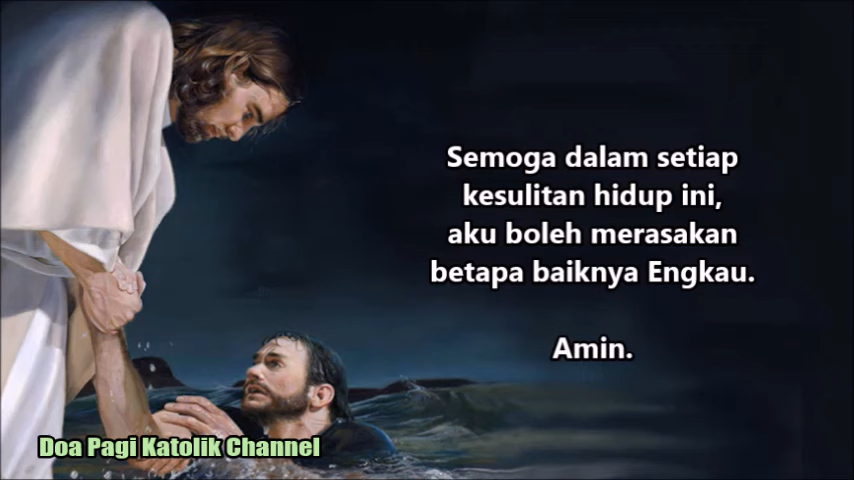 Semoga dalam setiap
kesulitan hidup ini,
aku boleh merasakan
betapa baiknya Engkau.
Amin.
Doa Pagi Katolik Channel